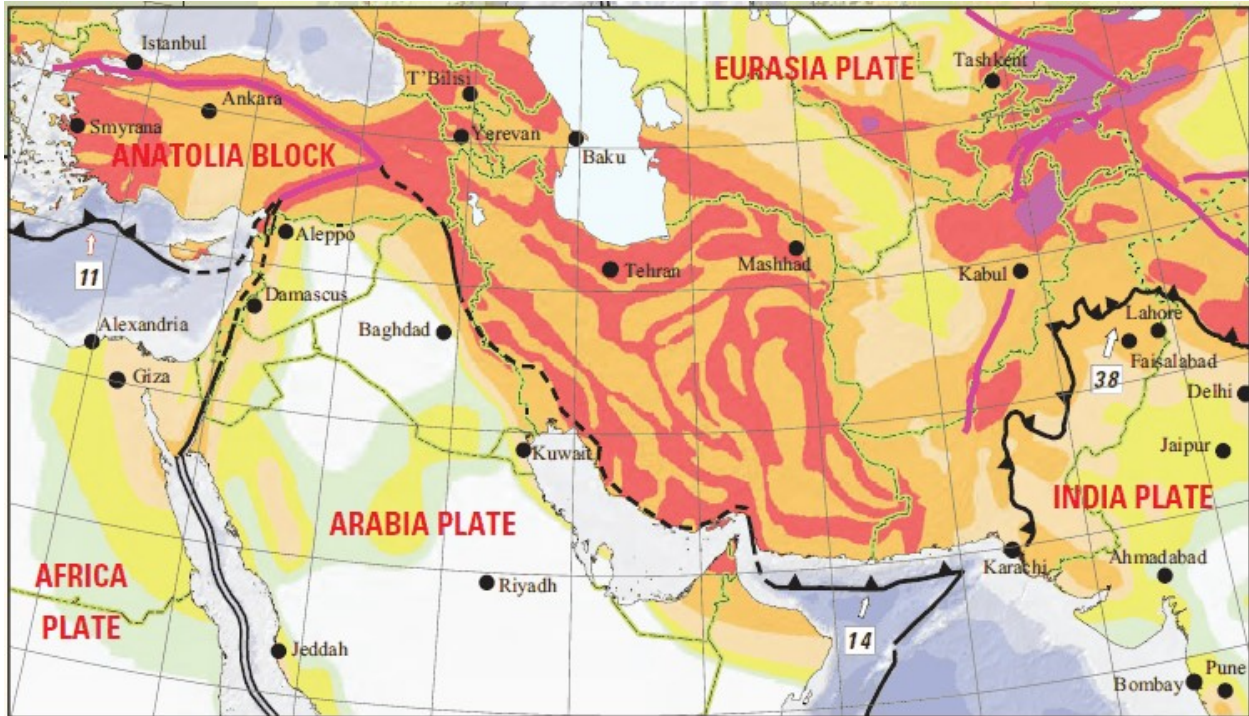 Istanbul
T'Bilisi
EURASIA PLATE
Tashkent
Ankara
Smyrana
Yerevan
Baku
ANATOLIA BLOCK
Aleppo
Tehran
Mashhad
Kabul
11
Damascus
Alexandria
Baghdad
Lahore
Giza
38
Faisalabad
Delhi
Kuwait
Jaipur
ARABIA PLATE
INDIA PLATE
AFRICA
PLATE
Riyadh
Karachi
Ahmadabad
Jeddah
14
Bombay
Pune